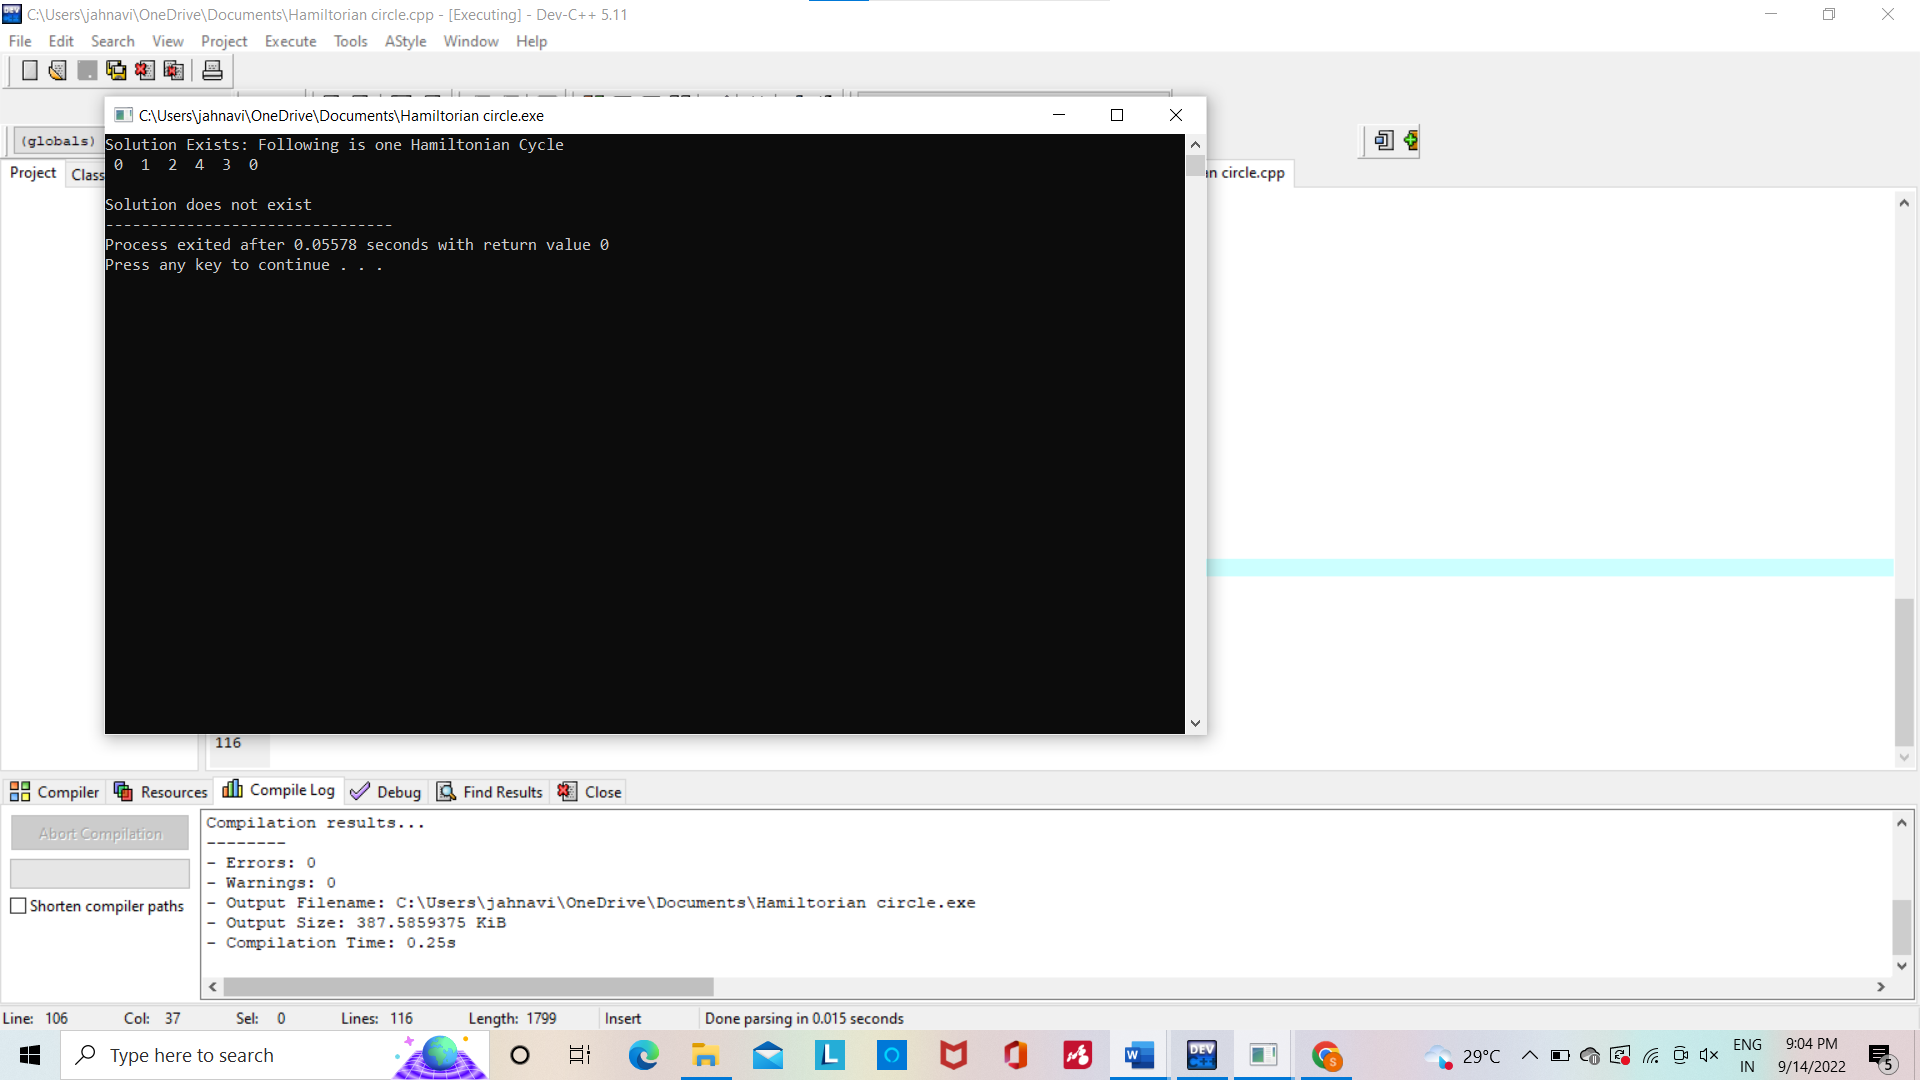 C:\Users\jahnavi\OneDrive\Documents\Hamiltorian circle.cpp - [Executing] - Dev-C++ 5.11
File Edit Search View Project Execute Tools AStyle Window Help
C:\Users\jahnavi\OneDrive\Documents\Hamiltorian circle.exe
(globals)
Project Class
n circle.cpp
Solution Exists: Following is one Hamiltonian Cycle
0 1 2 4 3 0
Solution does not exist
--------------------------------
Process exited after 0.05578 seconds with return value 0
Press any key to continue . . .
116
Compiler Resources Compile Log Debug Find Results Close
Abort Compilation
Shorten compiler paths
Compilation results...
--------
- Errors: 0
- Warnings: 0
- Output Filename: C:\Users\jahnavi\OneDrive\Documents\Hamiltorian circle.exe
- Output Size: 387.5859375 KiB
- Compilation Time: 0.25s
Line: 106 Col: 37 Sel: 0 Lines: 116 Length: 1799 Insert Done parsing in 0.015 seconds
Type here to search
29°C
ENG
IN
9:04 PM
9/14/2022
5